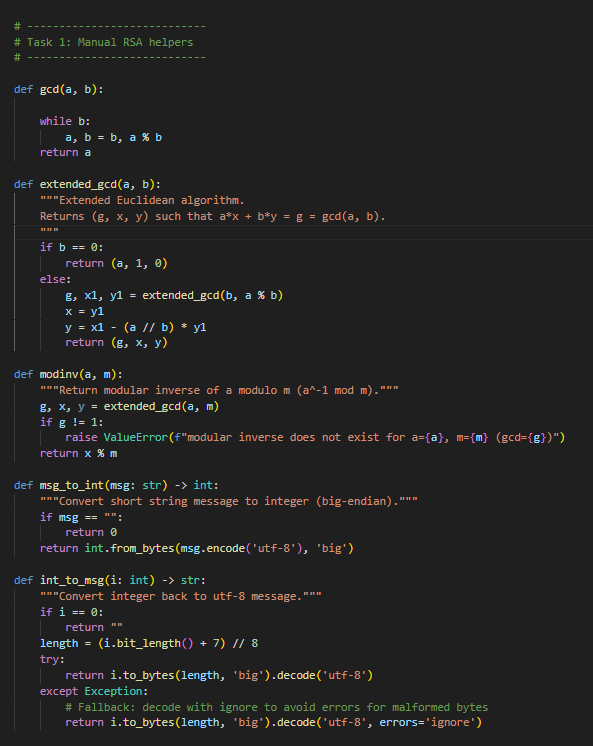 # ----------------------------
# Task 1: Manual RSA helpers
# ----------------------------

def gcd(a, b):

    while b:
        a, b = b, a % b
    return a

def extended_gcd(a, b):
    """Extended Euclidean algorithm.
    Returns (g, x, y) such that a*x + b*y = g = gcd(a, b).
    """
    if b == 0:
        return (a, 1, 0)
    else:
        g, x1, y1 = extended_gcd(b, a % b)
        x = y1
        y = x1 - (a // b) * y1
        return (g, x, y)

def modinv(a, m):
    """Return modular inverse of a modulo m (a^-1 mod m)."""
    g, x, y = extended_gcd(a, m)
    if g != 1:
        raise ValueError(f"modular inverse does not exist for a={a}, m={m} (gcd={g})")
    return x % m

def msg_to_int(msg: str) -> int:
    """Convert short string message to integer (big-endian)."""
    if msg == "":
        return 0
    return int.from_bytes(msg.encode('utf-8'), 'big')

def int_to_msg(i: int) -> str:
    """Convert integer back to utf-8 message."""
    if i == 0:
        return ""
    length = (i.bit_length() + 7) // 8
    try:
        return i.to_bytes(length, 'big').decode('utf-8')
    except Exception:
        # Fallback: decode with ignore to avoid errors for malformed bytes
        return i.to_bytes(length, 'big').decode('utf-8', errors='ignore')